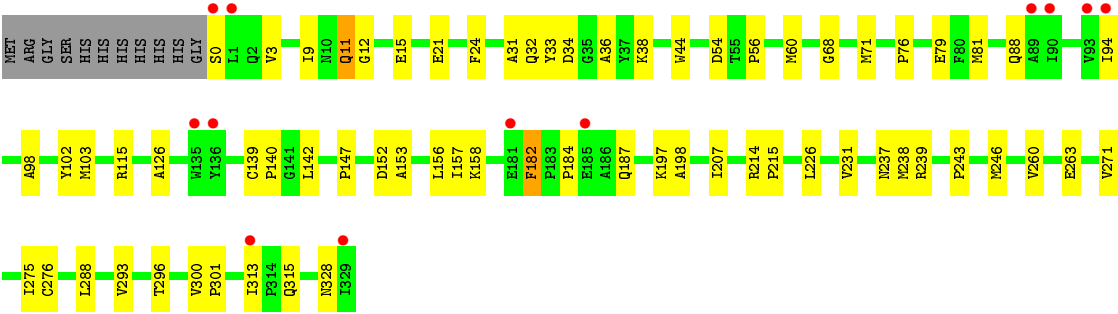 MET ARG GLY SER HIS HIS HIS HIS HIS HIS GLY S0 L1 Q2 V3 I9 N10 Q11 G12 E15 E21 F24 A31 Q32 Y33 D34 G35 A36 Y37 K38 W44 D54 T55 P56 M60 G68 M71 P76 E79 F80 M81 Q88 A89 I90 V93 I94
A98 Y102 M103 R115 A126 W135 Y136 C139 P140 G141 L142 P147 D152 A153 L156 I157 K158 E181 F182 P183 P184 E185 A186 Q187 K197 A198 I207 R214 P215 L226 V231 N237 M238 R239 P243 M246 V260 E263 V271
I275 C276 L288 V293 T296 V300 P301 I313 P314 Q315 N328 I329